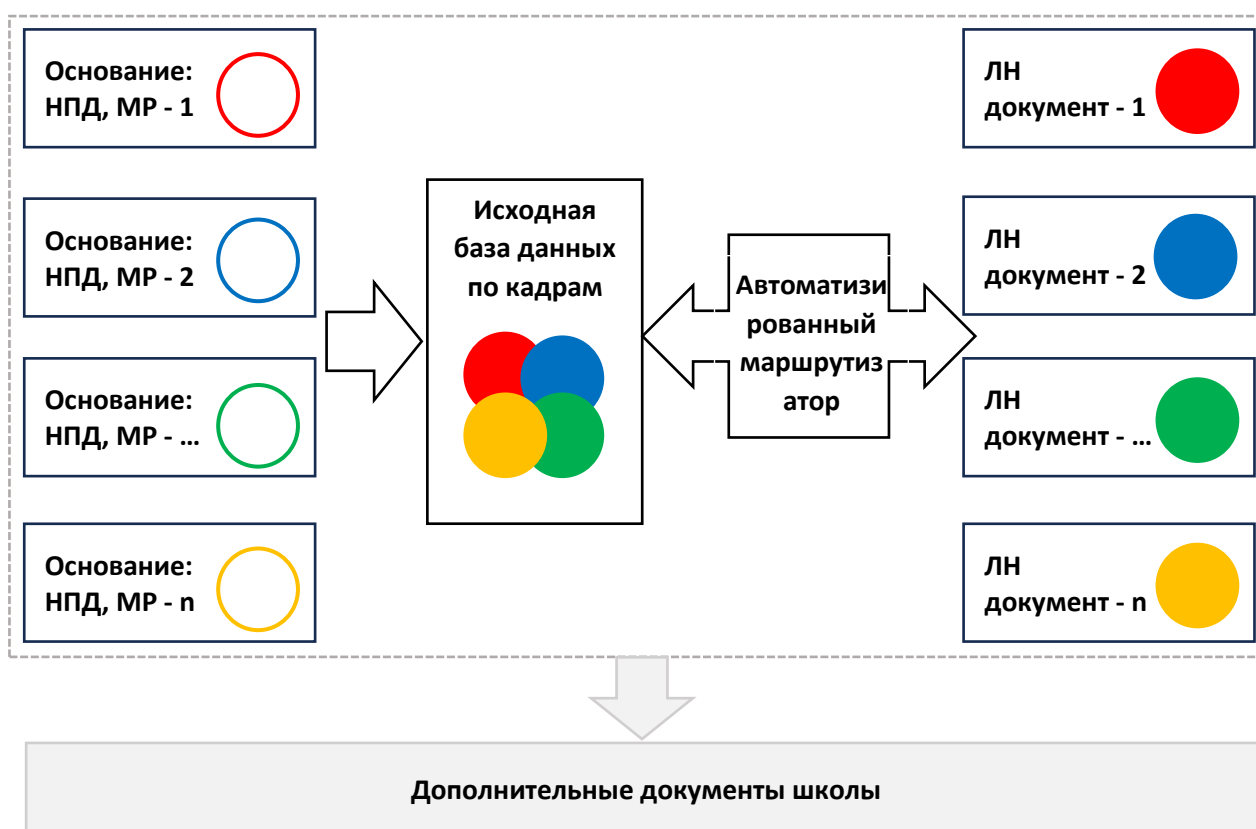 Основание:
НПД, МР - 1
Основание:
НПД, МР - 2
Основание:
НПД, МР - ...
Основание:
НПД, МР - n
Исходная
база данных
по кадрам
Автоматизи
рованный
маршрутиз
атор
ЛН
документ - 1
ЛН
документ - 2
ЛН
документ - ...
ЛН
документ - n
Дополнительные документы школы